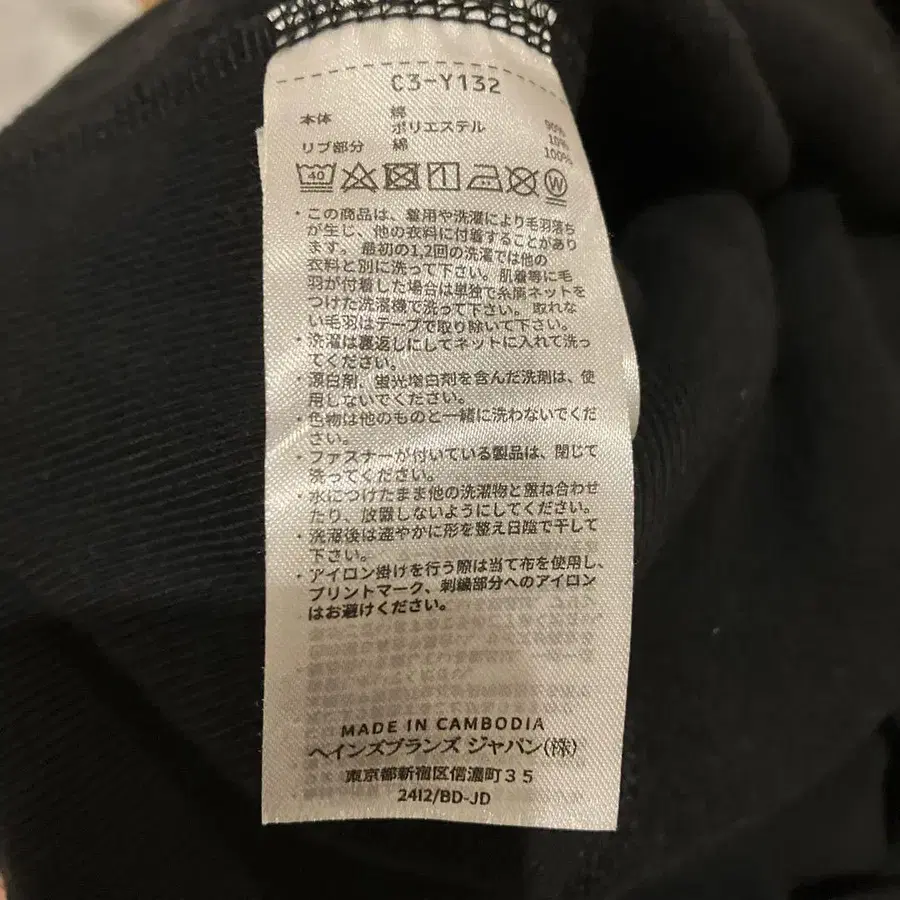 C3-Y132
本体 綿 90%
ポリエステル 10%
リブ部分 綿 100%
40 W
・この商品は、着用や洗濯により毛羽落ち
が生じ、他の衣料に付着することがあり
ます。最初の1,2回の洗濯では他の
衣料と別に洗って下さい。肌着等に毛
羽が付着した場合は単独で糸屑ネットを
つけた洗濯機で洗って下さい。取れな
い毛羽はテープで取り除いて下さい。
・洗濯は裏返しにしてネットに入れて洗っ
てください。
・漂白剤、蛍光増白剤を含んだ洗剤は、使
用しないでください。
・色物は他のものと一緒に洗わないでくだ
さい。
・ファスナーが付いている製品は、閉じて
洗ってください。
・水につけたまま他の洗濯物と重ね合わせ
たり、放置しないようにしてください。
・洗濯後は速やかに形を整え日陰で干して
下さい。
・アイロン掛けを行う際は当て布を使用し、
プリントマーク、刺繍部分へのアイロン
はお避けください。
MADE IN CAMBODIA
ヘインズブランズ ジャパン(株)
東京都新宿区信濃町35
2412/BD-JD